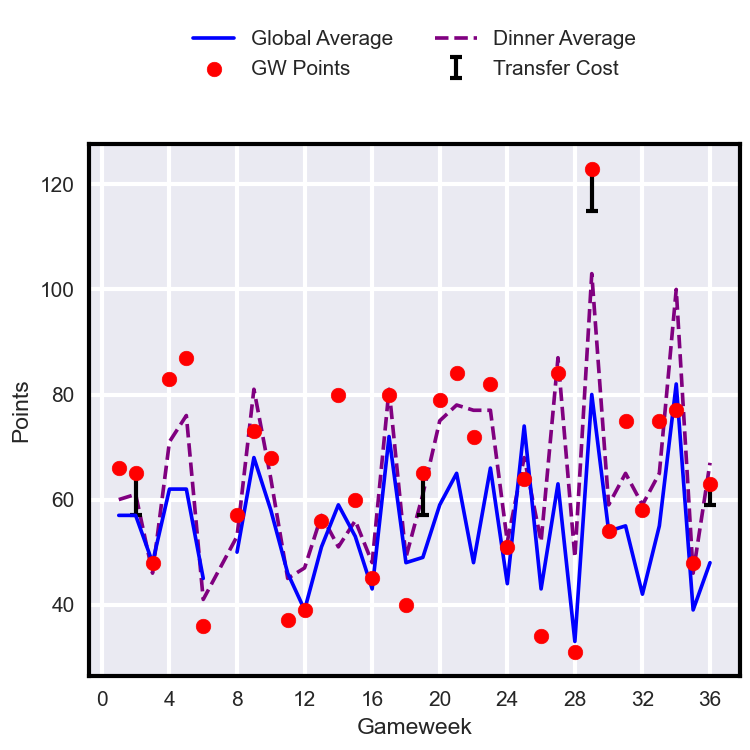 Global Average
Dinner Average
GW Points
Transfer Cost
120
100
80
60
40
Points
0 4 8 12 16 20 24 28 32 36
Gameweek